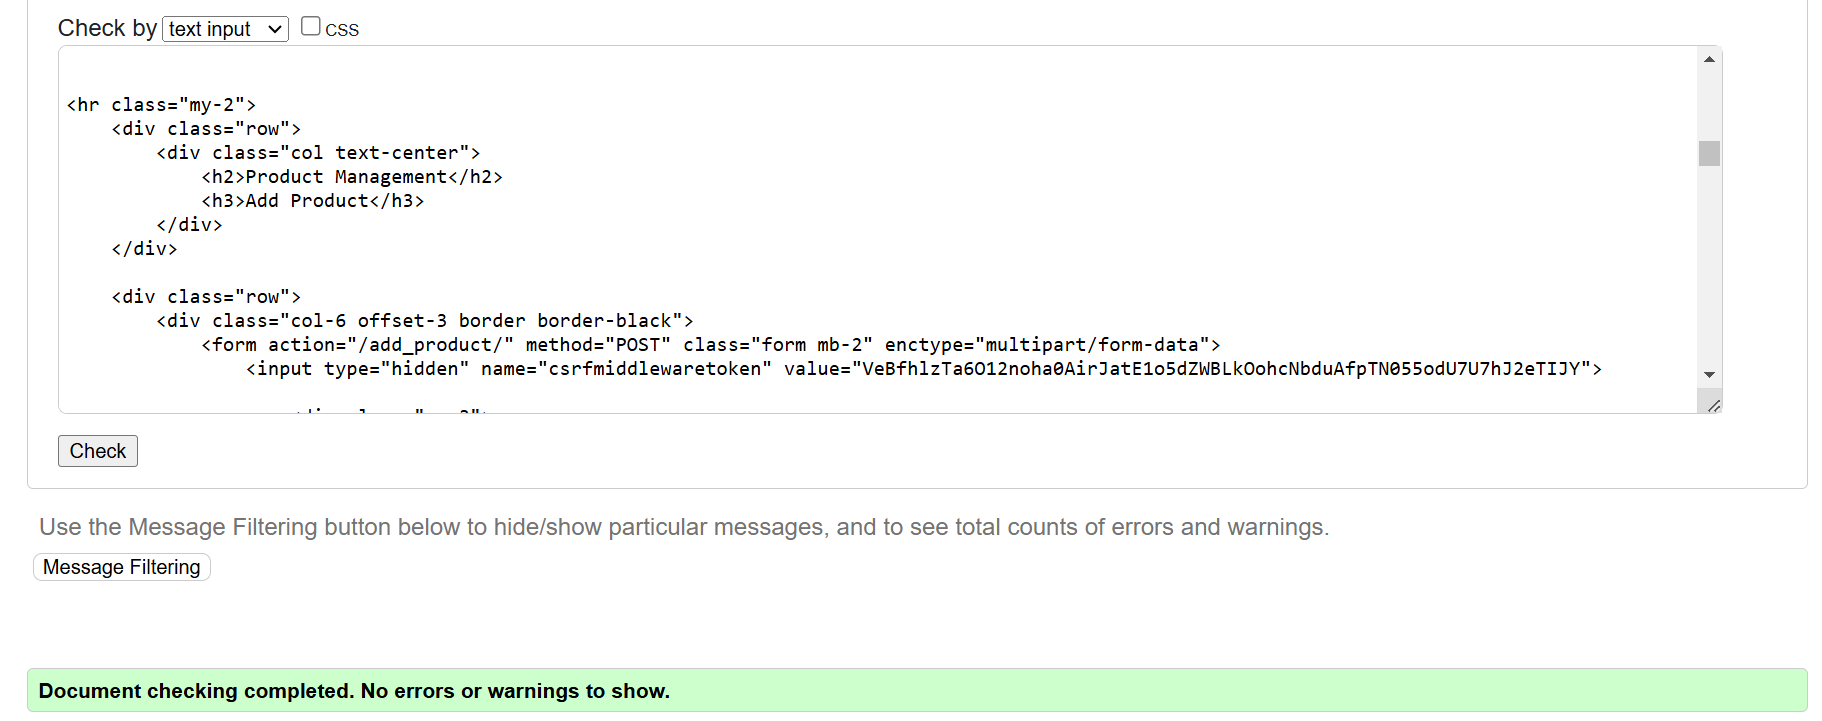 Check by text input CSS
<hr class="my-2">
<div class="row">
<div class="col text-center">
<h2>Product Management</h2>
<h3>Add Product</h3>
</div>
</div>
<div class="row">
<div class="col-6 offset-3 border border-black">
<form action="/add_product/" method="POST" class="form mb-2" enctype="multipart/form-data">
<input type="hidden" name="csrfmiddlewaretoken" value="VeBfhlzTa6O12noha0AirJatE1o5dZWBLkOohcNbduAfpTN055odU7U7hJ2eTIJY">
Check
Use the Message Filtering button below to hide/show particular messages, and to see total counts of errors and warnings.
Message Filtering
Document checking completed. No errors or warnings to show.